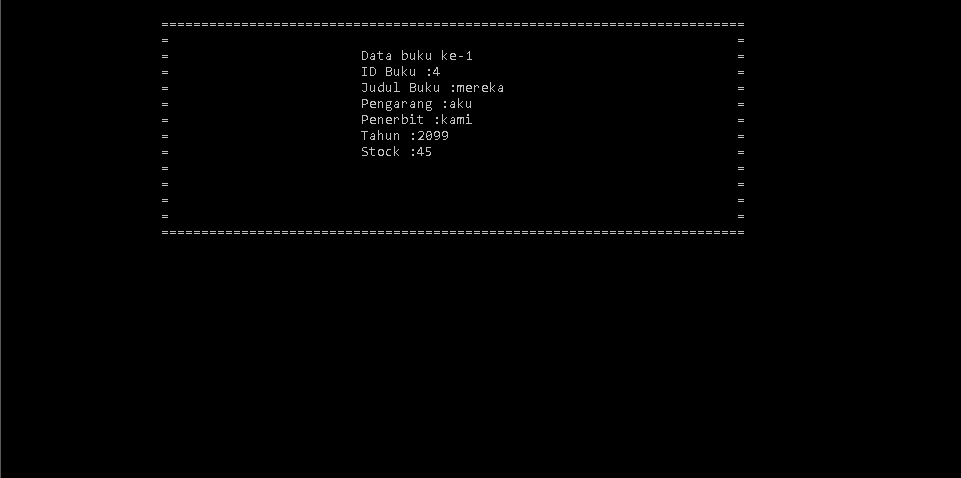 =========================================================================
= =
= Data buku ke-1 =
= ID Buku :4 =
= Judul Buku :mereka =
= Pengarang :aku =
= Penerbit :kami =
= Tahun :2099 =
= Stock :45 =
= =
= =
= =
= =
=========================================================================